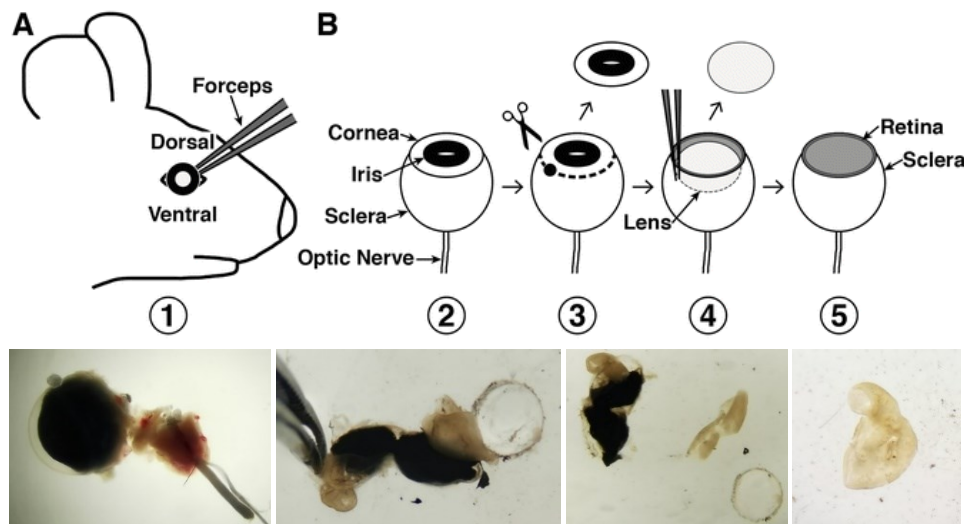 A
B
Forceps
Dorsal
Ventral
Cornea
Iris
Sclera
Optic Nerve
Lens
Retina
Sclera
1
2
3
4
5